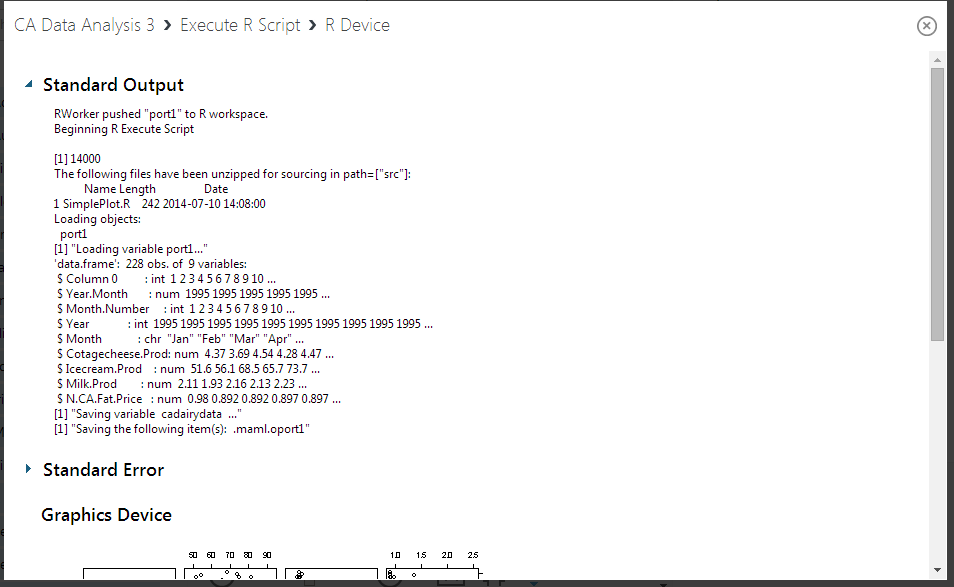 CA Data Analysis 3 › Execute R Script › R Device
Standard Output
RWorker pushed "port1" to R workspace.
Beginning R Execute Script
[1] 14000
The following files have been unzipped for sourcing in path=["src"]:
Name Length Date
1 SimplePlot.R 242 2014-07-10 14:08:00
Loading objects:
port1
[1] "Loading variable port1..."
'data.frame': 228 obs. of 9 variables:
$ Column 0 : int 1 2 3 4 5 6 7 8 9 10 ...
$ Year.Month : num 1995 1995 1995 1995 1995 ...
$ Month.Number : int 1 2 3 4 5 6 7 8 9 10 ...
$ Year : int 1995 1995 1995 1995 1995 1995 1995 1995 1995 1995 ...
$ Month : chr "Jan" "Feb" "Mar" "Apr" ...
$ Cotagecheese.Prod: num 4.37 3.69 4.54 4.28 4.47 ...
$ Icecream.Prod : num 51.6 56.1 68.5 65.7 73.7 ...
$ Milk.Prod : num 2.11 1.93 2.16 2.13 2.23 ...
$ N.CA.Fat.Price : num 0.98 0.892 0.892 0.897 0.897 ...
[1] "Saving variable cadairydata ..."
[1] "Saving the following item(s): .maml.oport1"
Standard Error
Graphics Device
50 60 70 80 90 1.0 1.5 2.0 2.5